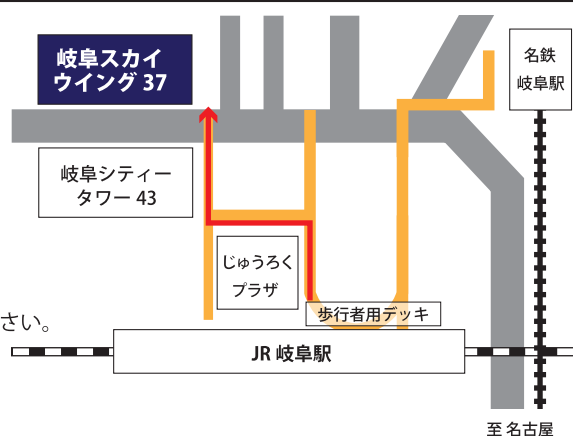 岐阜スカイ
ウイング 37
名鉄
岐阜駅
岐阜シティー
タワー 43
じゅうろく
プラザ
歩行者用デッキ
さい。
JR 岐阜駅
至 名古屋